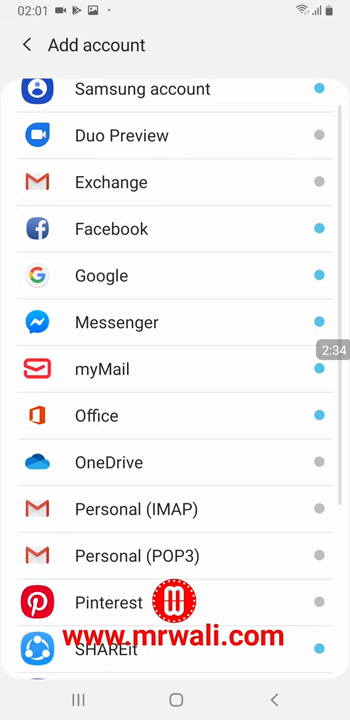 02:01
Add account
Samsung account
Duo Preview
Exchange
Facebook
Google
Messenger
2:34
myMail
Office
OneDrive
Personal (IMAP)
Personal (POP3)
Pinterest
www.mrwali.com
SHAREit